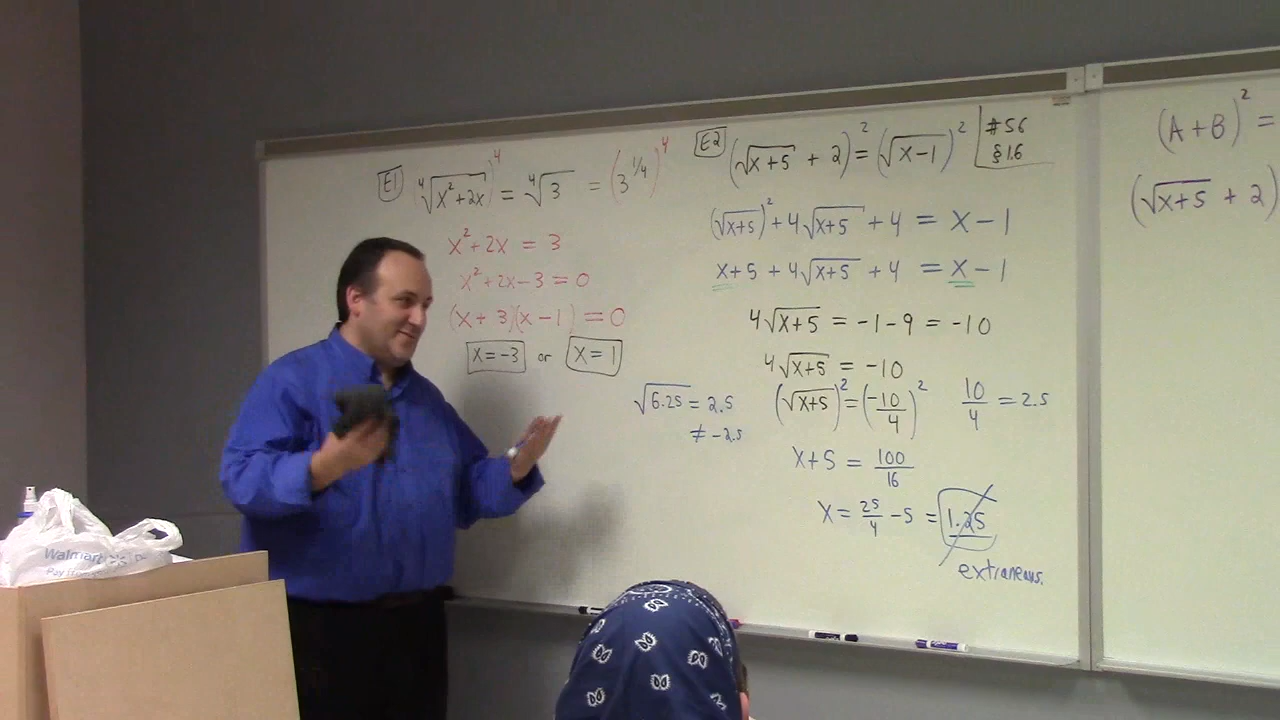 E1 (∜(x²+2x))⁴ = ∜3 = (3^(1/4))⁴
x²+2x = 3
x²+2x-3 = 0
(x+3)(x-1) = 0
x=-3 or x=1
E2 (√(x+5) + 2)² = (√(x-1))²
#56
§1.6
(√(x+5))² + 4√(x+5) + 4 = x-1
x+5 + 4√(x+5) + 4 = x-1
4√(x+5) = -1-9 = -10
4√(x+5) = -10
(√(x+5))² = (-10/4)² 10/4 = 2.5
√6.25 = 2.5
≠ -2.5
x+5 = 100/16
x = 25/4 - 5 = 1.25
extraneous.
(A+B)² =
(√(x+5) + 2)
Walmart